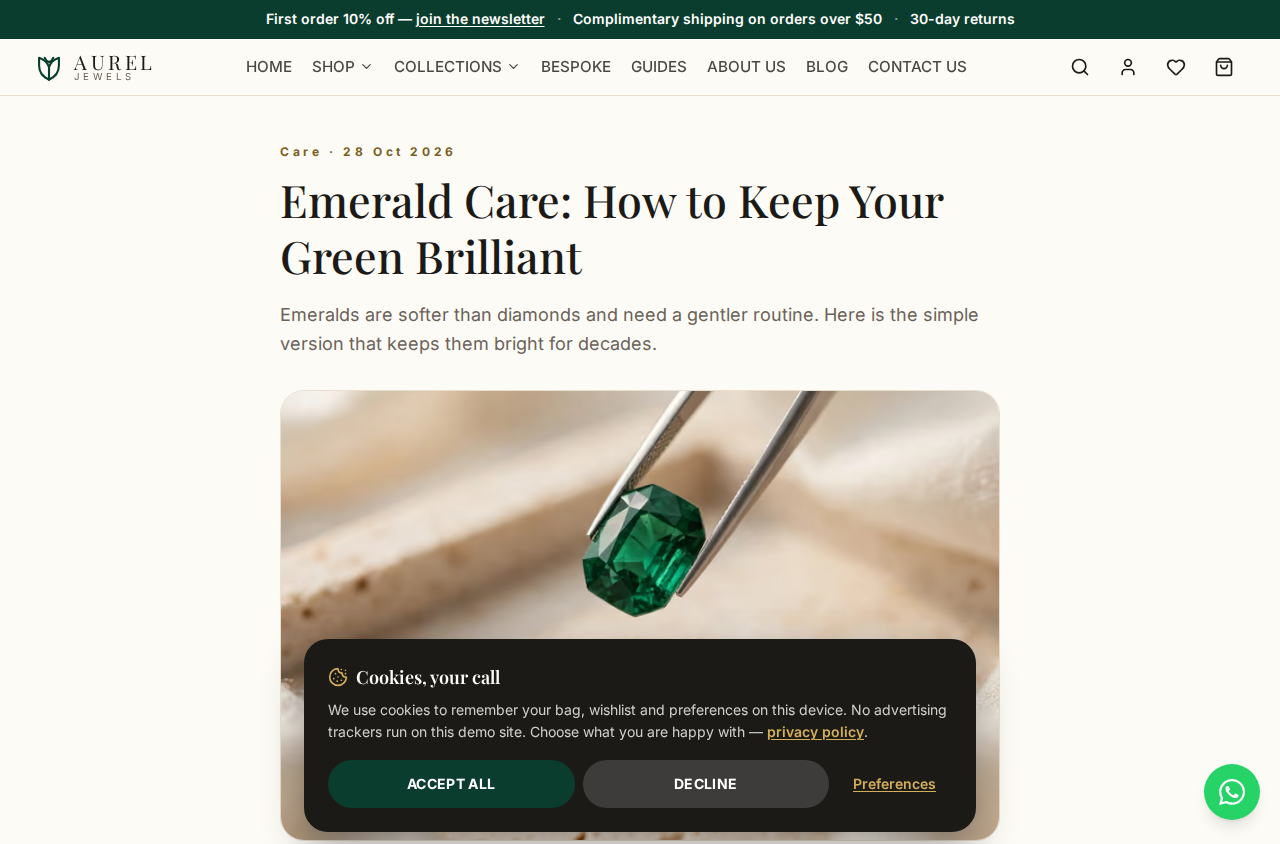 First order 10% off — join the newsletter · Complimentary shipping on orders over $50 · 30-day returns
AUREL
JEWELS
HOME SHOP COLLECTIONS BESPOKE GUIDES ABOUT US BLOG CONTACT US
Care · 28 Oct 2026
Emerald Care: How to Keep Your
Green Brilliant
Emeralds are softer than diamonds and need a gentler routine. Here is the simple
version that keeps them bright for decades.
Cookies, your call
We use cookies to remember your bag, wishlist and preferences on this device. No advertising
trackers run on this demo site. Choose what you are happy with — privacy policy.
ACCEPT ALL DECLINE Preferences